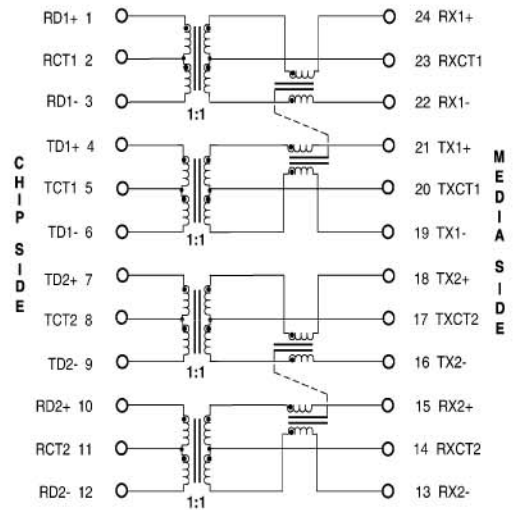 RD1+ 1
24 RX1+
RCT1 2
23 RXCT1
RD1- 3
22 RX1-
1:1
TD1+ 4
21 TX1+
TCT1 5
20 TXCT1
TD1- 6
19 TX1-
1:1
CHIP SIDE
MEDIA SIDE
TD2+ 7
18 TX2+
TCT2 8
17 TXCT2
TD2- 9
16 TX2-
1:1
RD2+ 10
15 RX2+
RCT2 11
14 RXCT2
RD2- 12
13 RX2-
1:1